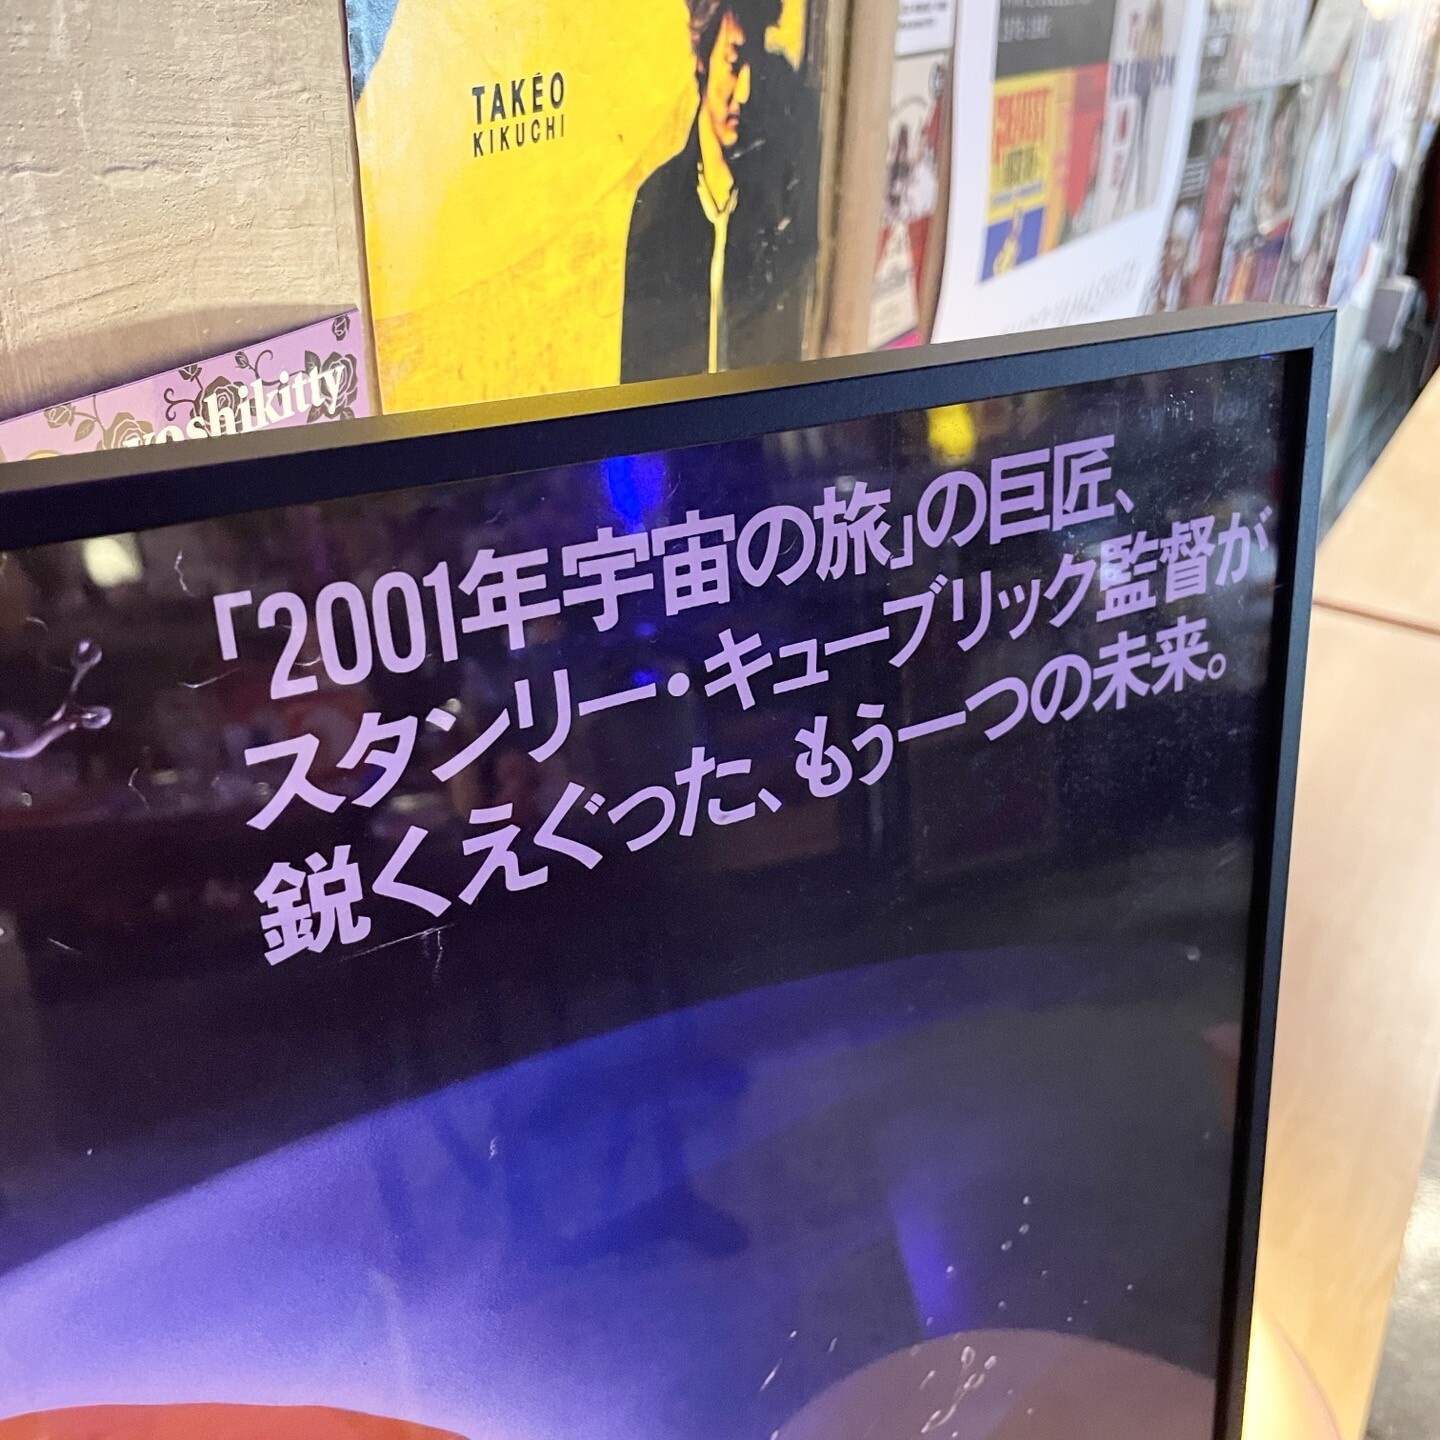 TAKÉO
KIKUCHI
yoshikitty
「2001年宇宙の旅」の巨匠、
スタンリー・キューブリック監督が
鋭くえぐった、もう一つの未来。